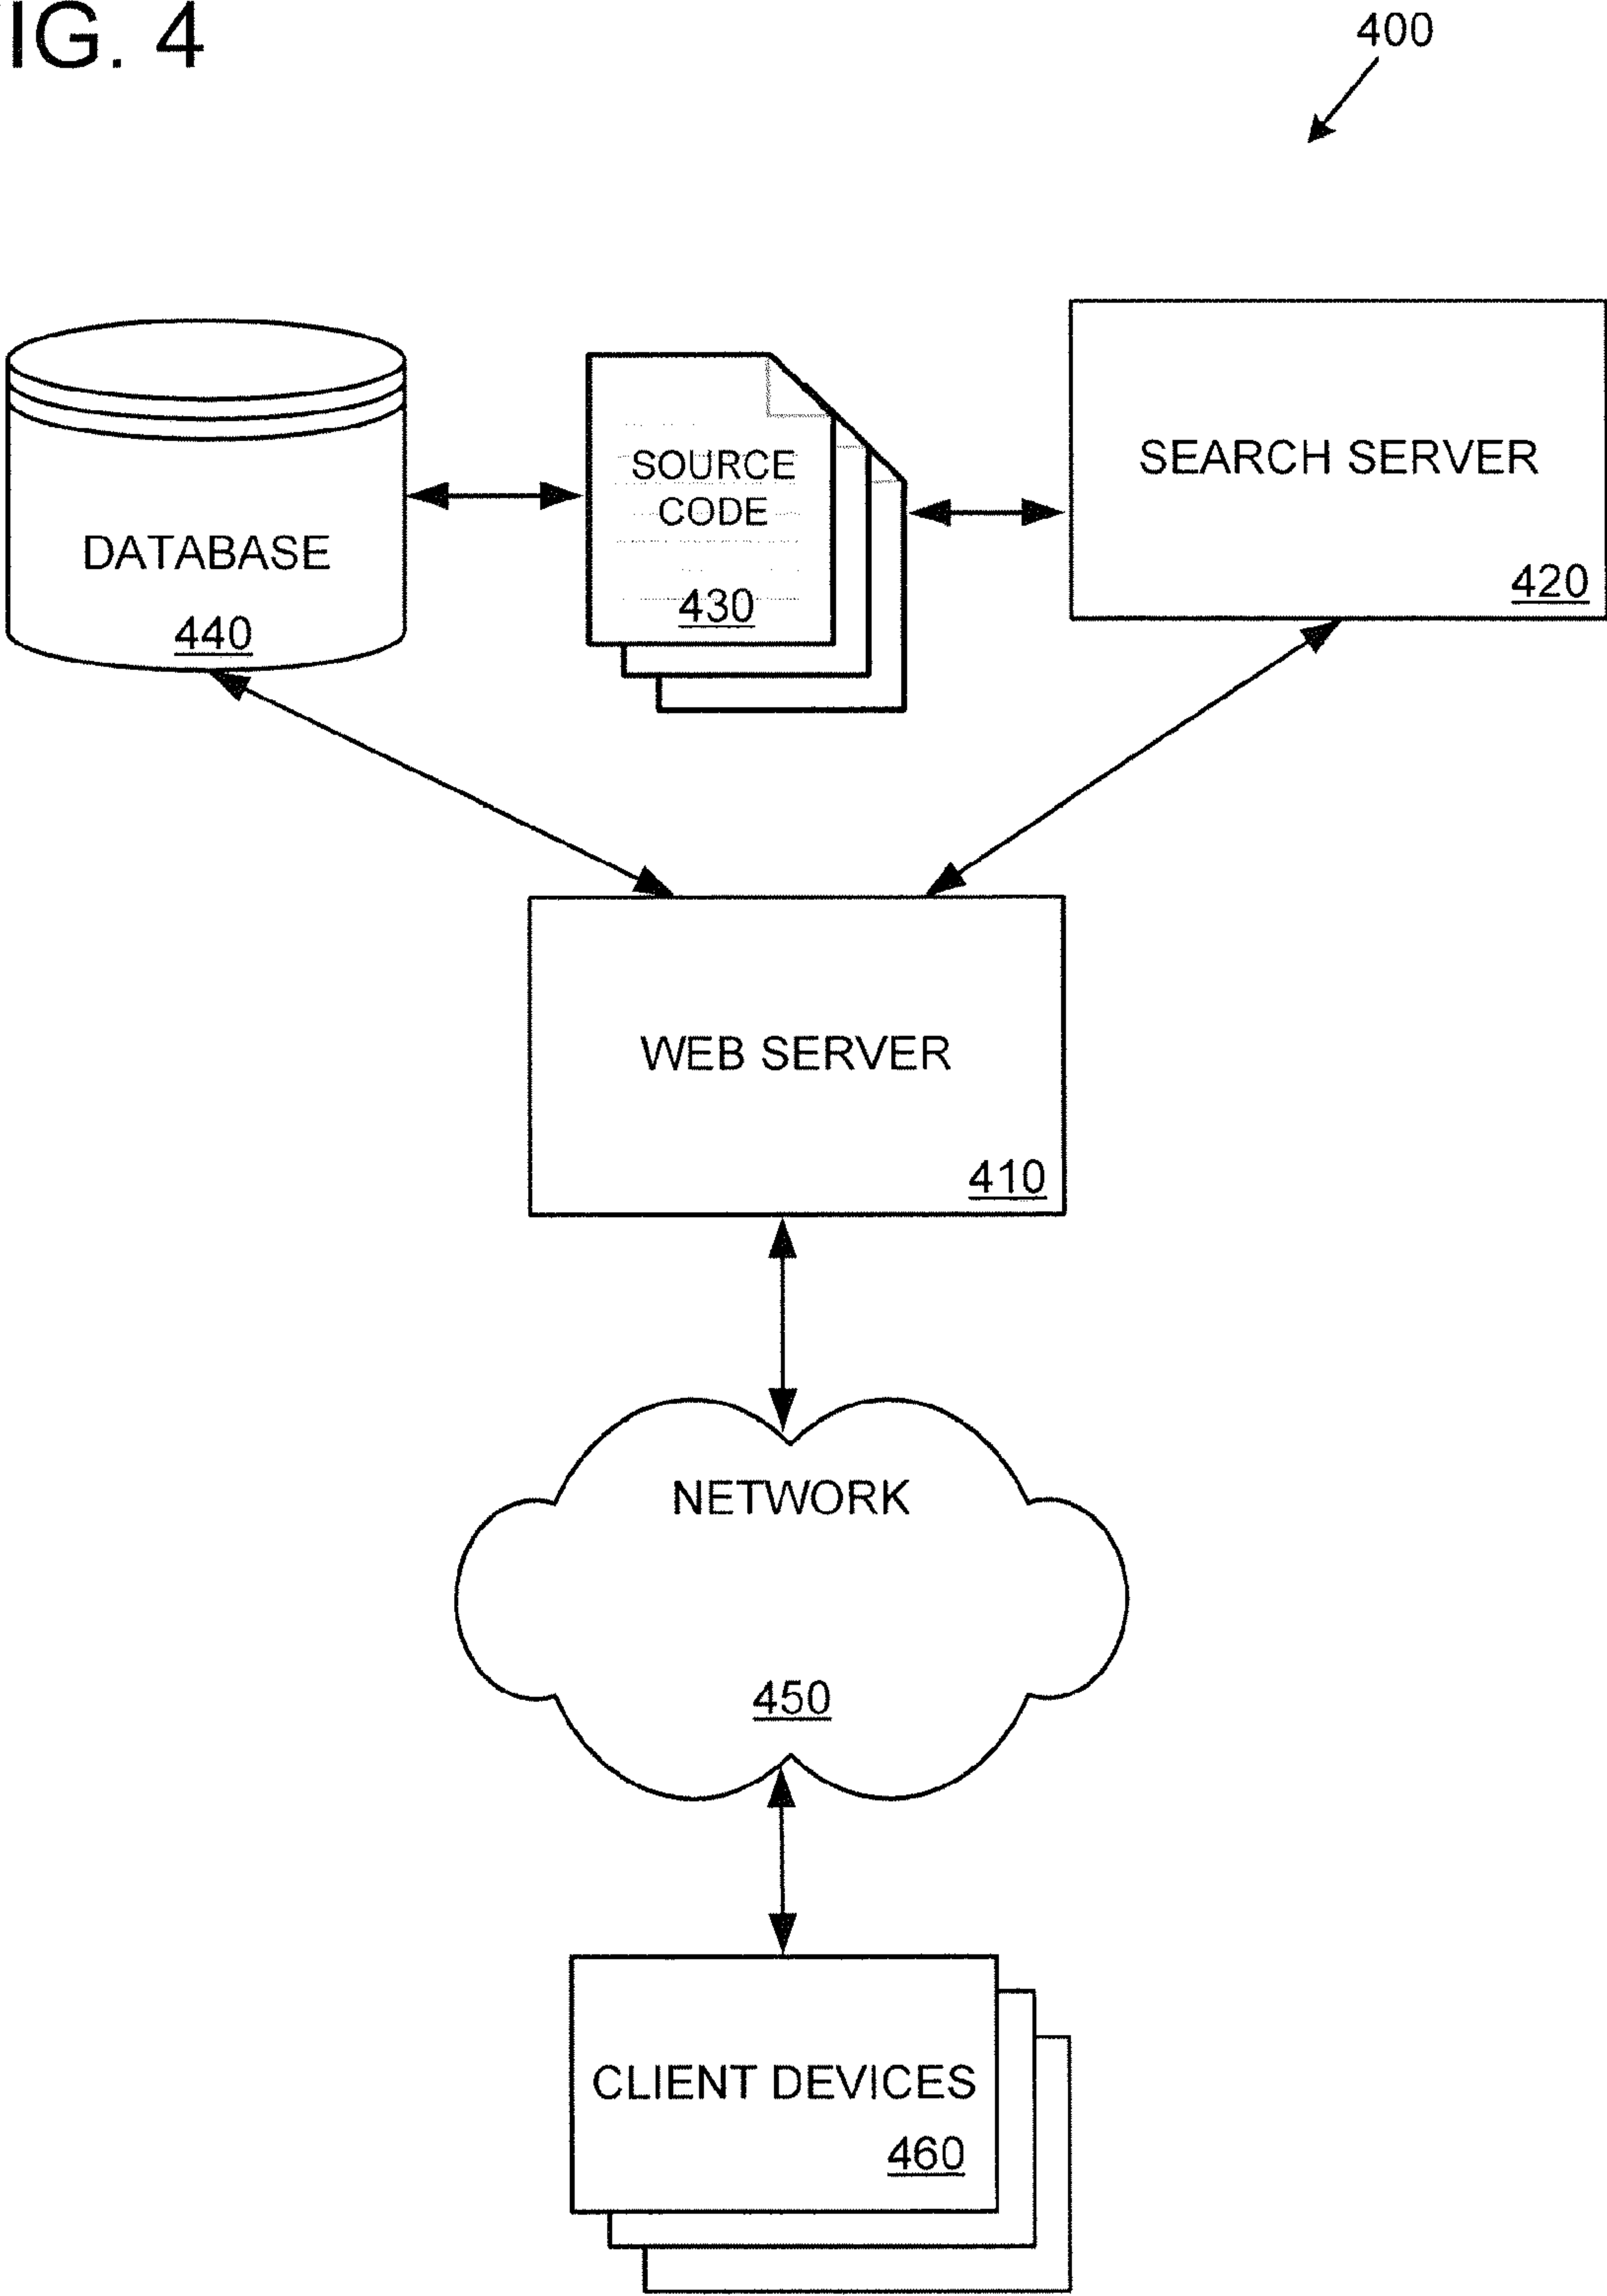 IG. 4
400
DATABASE
440
SOURCE
CODE
430
SEARCH SERVER
420
WEB SERVER
410
NETWORK
450
CLIENT DEVICES
460